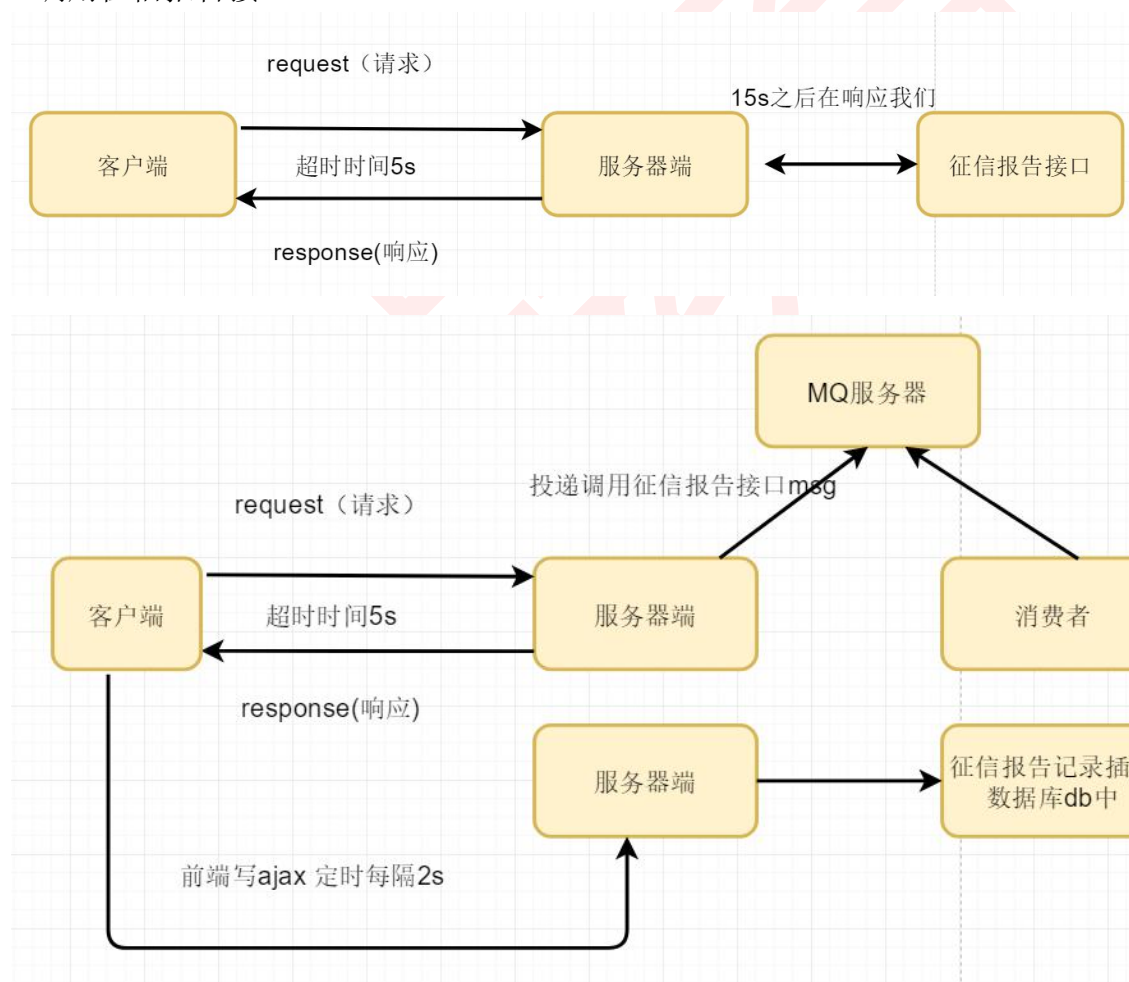 request（请求）
15s之后在响应我们
客户端
超时时间5s
服务器端
征信报告接口
response(响应)
MQ服务器
投递调用征信报告接口msg
request（请求）
客户端
超时时间5s
服务器端
消费者
response(响应)
服务器端
征信报告记录插
数据库db中
前端写ajax 定时每隔2s